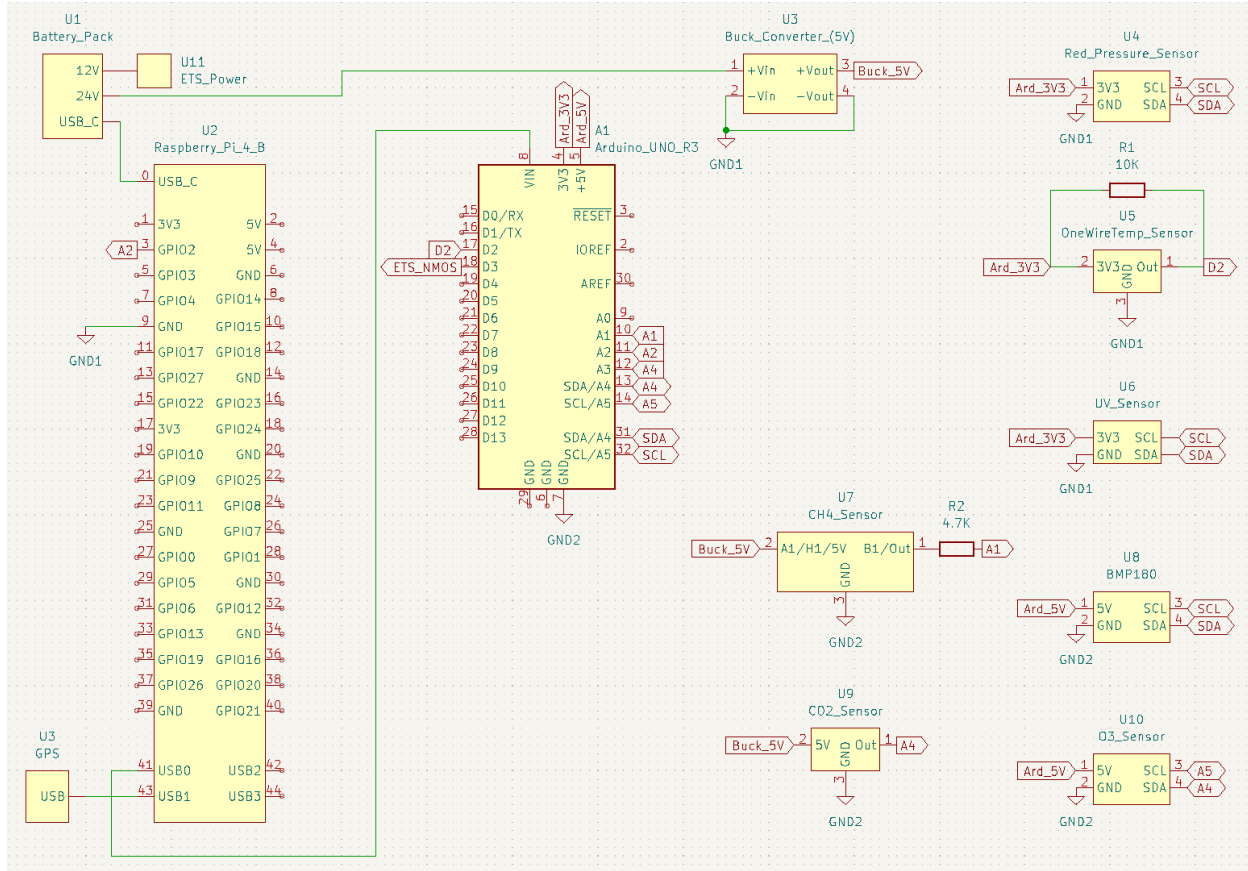 U1
Battery_Pack
12V
24V
USB_C
U11
ETS_Power
U2
Raspberry_Pi_4_B
0 USB_C
1 3V3 5V 2
A2 3 GPIO2 5V 4
5 GPIO3 GND 6
7 GPIO4 GPIO14 8
9 GND GPIO15 10
GND1
11 GPIO17 GPIO18 12
13 GPIO27 GND 14
15 GPIO22 GPIO23 16
17 3V3 GPIO24 18
19 GPIO10 GND 20
21 GPIO9 GPIO25 22
23 GPIO11 GPIO8 24
25 GND GPIO7 26
27 GPIO0 GPIO1 28
29 GPIO5 GND 30
31 GPIO6 GPIO12 32
33 GPIO13 GND 34
35 GPIO19 GPIO16 36
37 GPIO26 GPIO20 38
39 GND GPIO21 40
41 USB0 USB2 42
43 USB1 USB3 44
U3
GPS
USB
A1
Arduino_UNO_R3
Ard_3V3
Ard_5V
8 4 5
VIN 3V3 +5V
15 D0/RX RESET 3
16 D1/TX
D2 17 D2 IOREF 2
ETS_NMOS 18 D3
19 D4 AREF 30
20 D5
21 D6 A0 9
22 D7 A1 10 A1
23 D8 A2 11 A2
24 D9 A3 12 A4
25 D10 SDA/A4 13 A4
26 D11 SCL/A5 14 A5
27 D12
28 D13 SDA/A4 31 SDA
SCL/A5 32 SCL
GND GND GND
29 6 7
GND2
U3
Buck_Converter_(5V)
1 +Vin +Vout 3 Buck_5V
2 -Vin -Vout 4
GND1
U4
Red_Pressure_Sensor
Ard_3V3 1 3V3 SCL 3 SCL
2 GND SDA 4 SDA
GND1
R1
10K
U5
OneWireTemp_Sensor
Ard_3V3 2 3V3 GND Out 1 D2
3
GND1
U6
UV_Sensor
Ard_3V3 3V3 SCL SCL
GND SDA SDA
GND1
U7
CH4_Sensor
R2
4.7K
Buck_5V 2 A1/H1/5V B1/Out 1 A1
GND
3
GND2
U8
BMP180
Ard_5V 1 5V SCL 3 SCL
2 GND SDA 4 SDA
GND2
U9
CO2_Sensor
Buck_5V 2 5V GND Out 1 A4
3
GND2
U10
O3_Sensor
Ard_5V 1 5V SCL 3 A5
2 GND SDA 4 A4
GND2